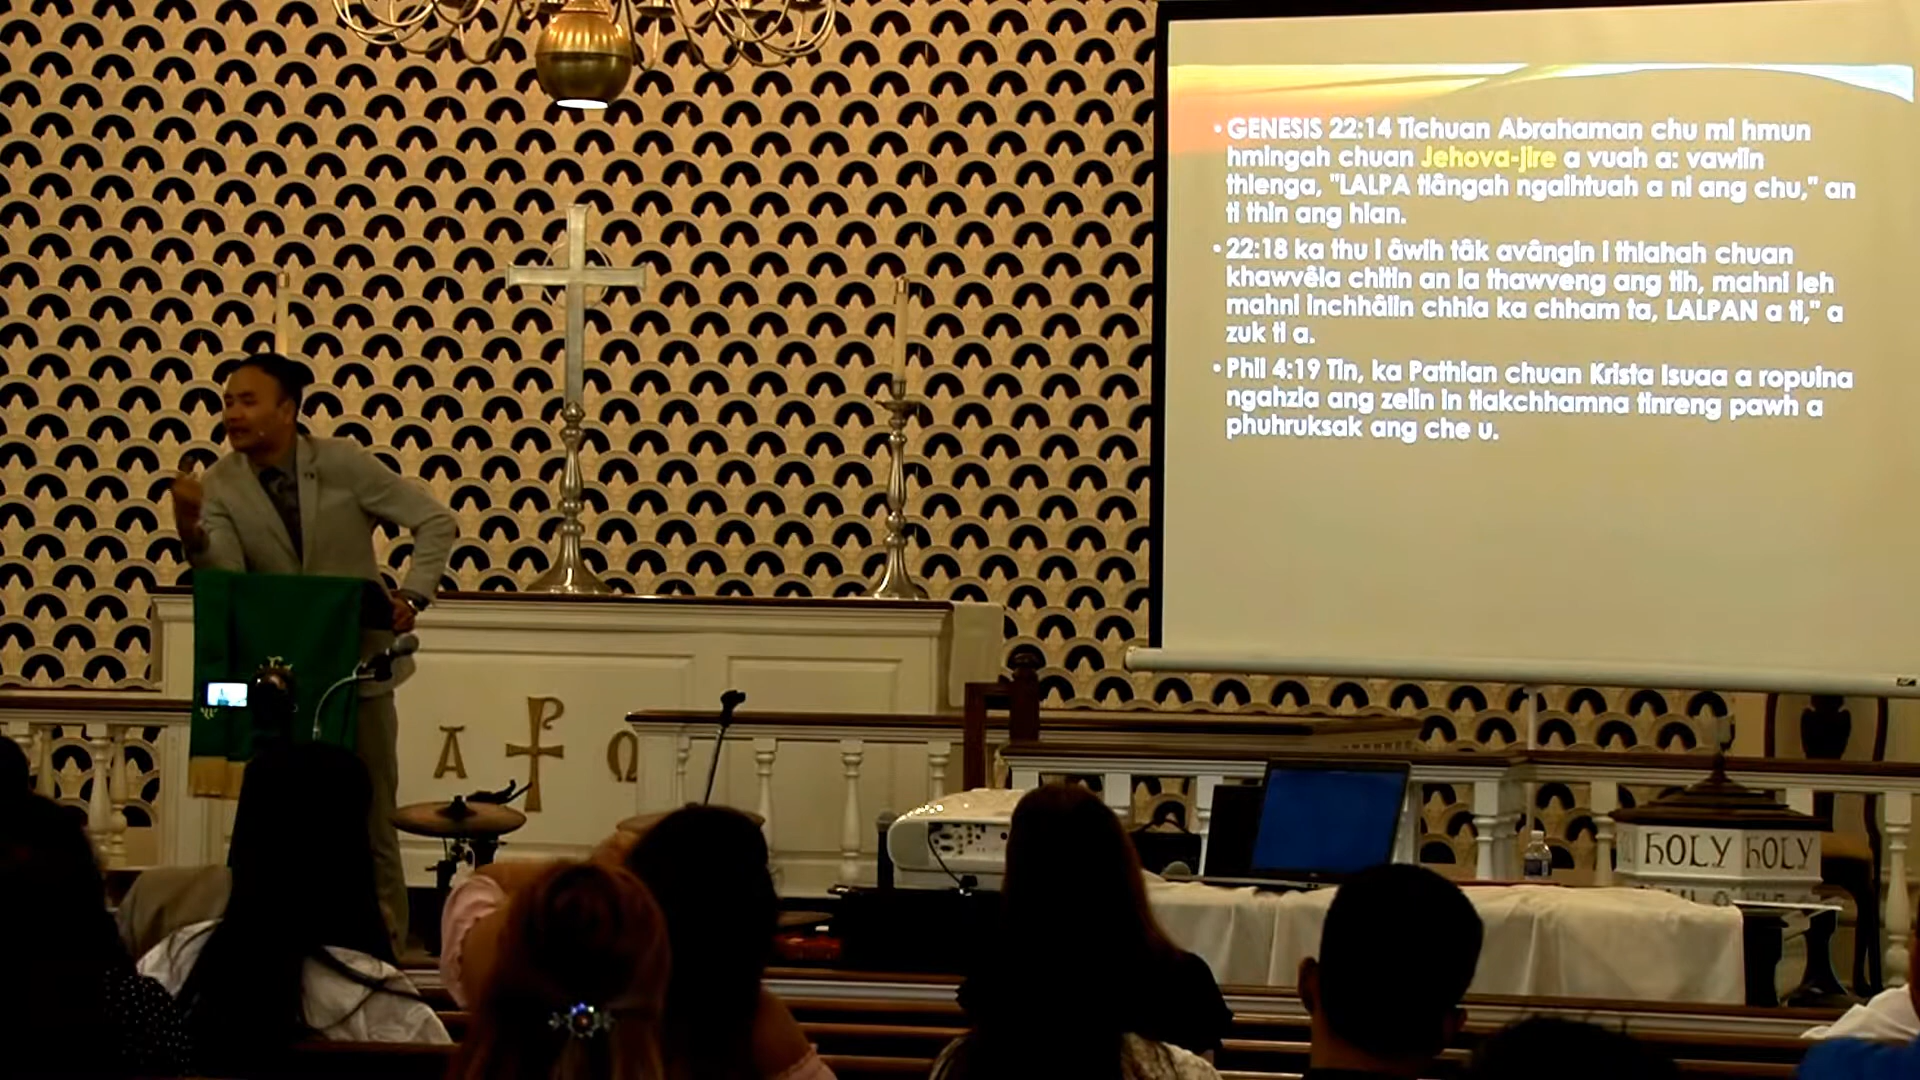 • GENESIS 22:14 Tichuan Abrahaman chu mi hmun
hmingah chuan Jehova-jire a vuah a: vawiin
thlenga, "LALPA tlângah ngaihtuah a ni ang chu," an
ti thin ang hian.
• 22:18 ka thu i âwih tâk avângin i thlahah chuan
khawvêla chitin an la thawveng ang tih, mahni leh
mahni inchhâlin chhia ka chham ta, LALPAN a ti," a
zuk ti a.
• Phil 4:19 Tin, ka Pathian chuan Krista Isuaa a ropuina
ngahzia ang zelin in tlakchhamna tinreng pawh a
phuhruksak ang che u.
Α Ω
HOLY HOLY